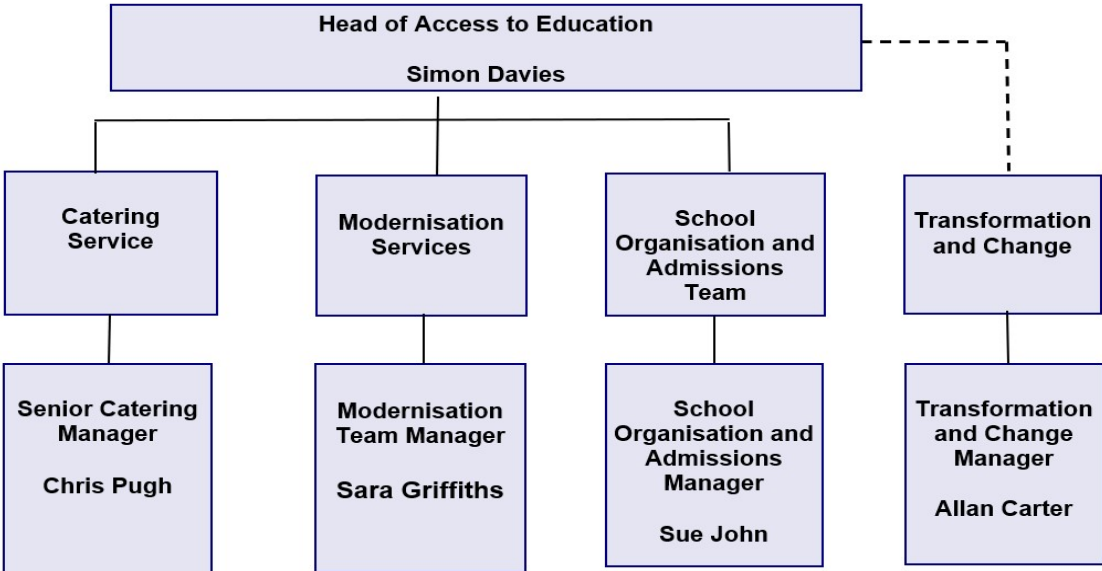 Head of Access to Education
Simon Davies
Catering
Service
Modernisation
Services
School
Organisation and
Admissions
Team
Transformation
and Change
Senior Catering
Manager
Chris Pugh
Modernisation
Team Manager
Sara Griffiths
School
Organisation and
Admissions
Manager
Sue John
Transformation
and Change
Manager
Allan Carter